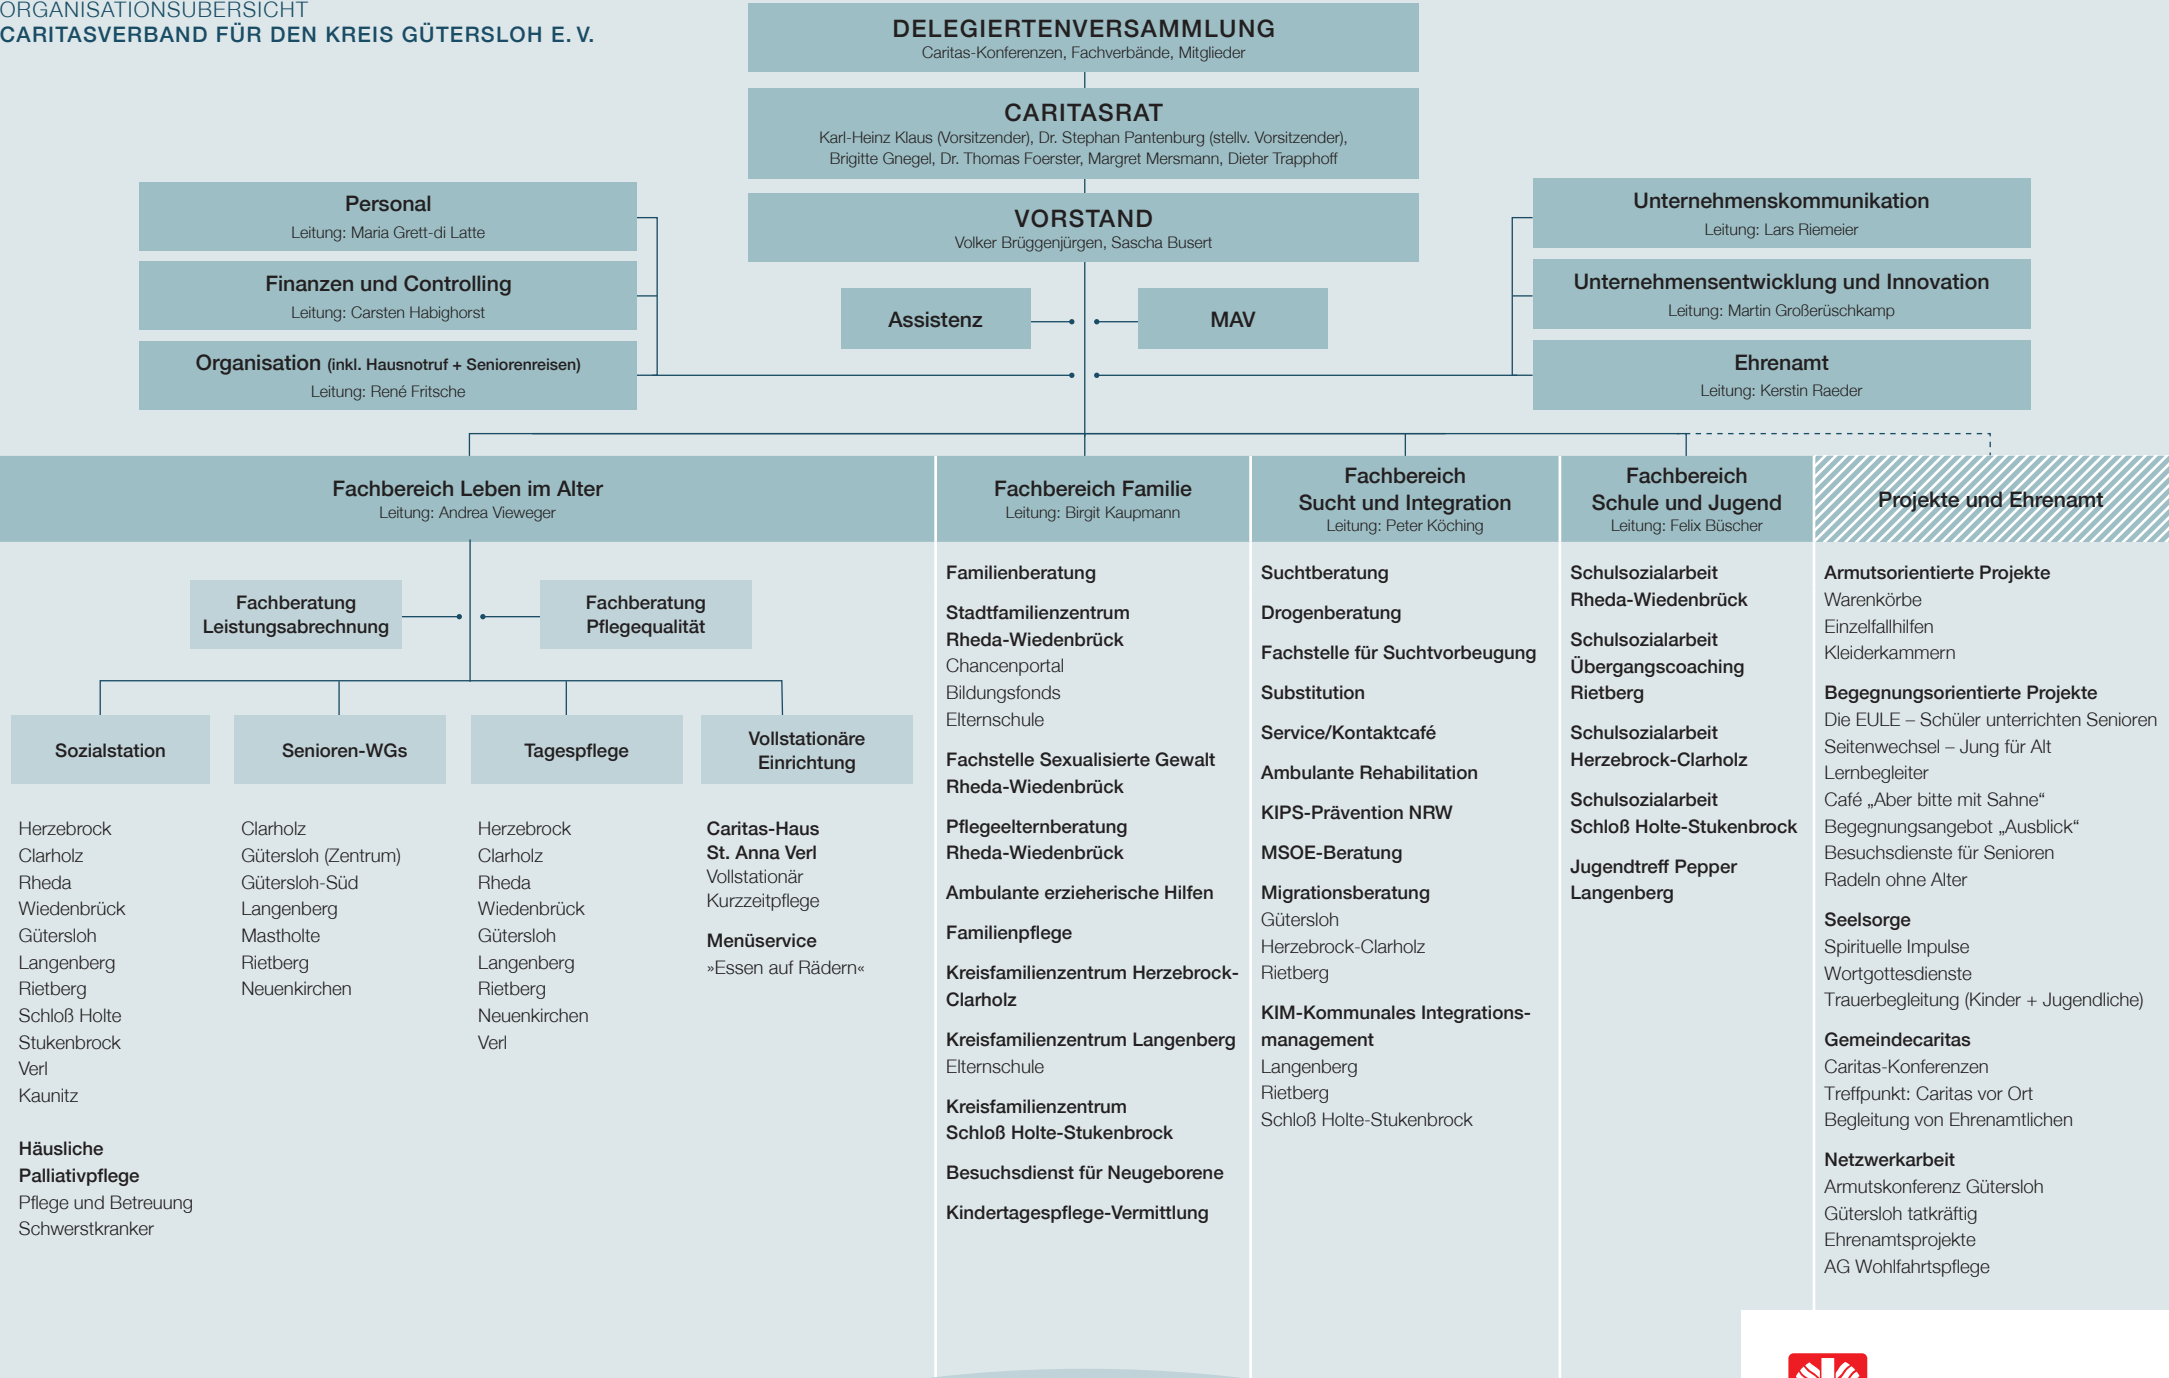 ORGANISATIONSÜBERSICHT
CARITASVERBAND FÜR DEN KREIS GÜTERSLOH E. V.
DELEGIERTENVERSAMMLUNG
Caritas-Konferenzen, Fachverbände, Mitglieder
CARITASRAT
Karl-Heinz Klaus (Vorsitzender), Dr. Stephan Pantenburg (stellv. Vorsitzender),
Brigitte Gnegel, Dr. Thomas Foerster, Margret Mersmann, Dieter Trapphoff
VORSTAND
Volker Brüggenjürgen, Sascha Busert
Personal
Leitung: Maria Grett-di Latte
Finanzen und Controlling
Leitung: Carsten Habighorst
Organisation (inkl. Hausnotruf + Seniorenreisen)
Leitung: René Fritsche
Assistenz
MAV
Unternehmenskommunikation
Leitung: Lars Riemeier
Unternehmensentwicklung und Innovation
Leitung: Martin Großerüschkamp
Ehrenamt
Leitung: Kerstin Raeder
Fachbereich Leben im Alter
Leitung: Andrea Vieweger
Fachberatung
Leistungsabrechnung
Fachberatung
Pflegequalität
Sozialstation
Herzebrock
Clarholz
Rheda
Wiedenbrück
Gütersloh
Langenberg
Rietberg
Schloß Holte
Stukenbrock
Verl
Kaunitz
Häusliche
Palliativpflege
Pflege und Betreuung
Schwerstkranker
Senioren-WGs
Clarholz
Gütersloh (Zentrum)
Gütersloh-Süd
Langenberg
Mastholte
Rietberg
Neuenkirchen
Tagespflege
Herzebrock
Clarholz
Rheda
Wiedenbrück
Gütersloh
Langenberg
Rietberg
Neuenkirchen
Verl
Vollstationäre
Einrichtung
Caritas-Haus
St. Anna Verl
Vollstationär
Kurzzeitpflege
Menüservice
»Essen auf Rädern«
Fachbereich Familie
Leitung: Birgit Kaupmann
Familienberatung
Stadtfamilienzentrum
Rheda-Wiedenbrück
Chancenportal
Bildungsfonds
Elternschule
Fachstelle Sexualisierte Gewalt
Rheda-Wiedenbrück
Pflegeelternberatung
Rheda-Wiedenbrück
Ambulante erzieherische Hilfen
Familienpflege
Kreisfamilienzentrum Herzebrock-
Clarholz
Kreisfamilienzentrum Langenberg
Elternschule
Kreisfamilienzentrum
Schloß Holte-Stukenbrock
Besuchsdienst für Neugeborene
Kindertagespflege-Vermittlung
Fachbereich
Sucht und Integration
Leitung: Peter Köching
Suchtberatung
Drogenberatung
Fachstelle für Suchtvorbeugung
Substitution
Service/Kontaktcafé
Ambulante Rehabilitation
KIPS-Prävention NRW
MSOE-Beratung
Migrationsberatung
Gütersloh
Herzebrock-Clarholz
Rietberg
KIM-Kommunales Integrations-
management
Langenberg
Rietberg
Schloß Holte-Stukenbrock
Fachbereich
Schule und Jugend
Leitung: Felix Büscher
Schulsozialarbeit
Rheda-Wiedenbrück
Schulsozialarbeit
Übergangscoaching
Rietberg
Schulsozialarbeit
Herzebrock-Clarholz
Schulsozialarbeit
Schloß Holte-Stukenbrock
Jugendtreff Pepper
Langenberg
Projekte und Ehrenamt
Armutsorientierte Projekte
Warenkörbe
Einzelfallhilfen
Kleiderkammern
Begegnungsorientierte Projekte
Die EULE – Schüler unterrichten Senioren
Seitenwechsel – Jung für Alt
Lernbegleiter
Café „Aber bitte mit Sahne“
Begegnungsangebot „Ausblick“
Besuchsdienste für Senioren
Radeln ohne Alter
Seelsorge
Spirituelle Impulse
Wortgottesdienste
Trauerbegleitung (Kinder + Jugendliche)
Gemeindecaritas
Caritas-Konferenzen
Treffpunkt: Caritas vor Ort
Begleitung von Ehrenamtlichen
Netzwerkarbeit
Armutskonferenz Gütersloh
Gütersloh tatkräftig
Ehrenamtsprojekte
AG Wohlfahrtspflege